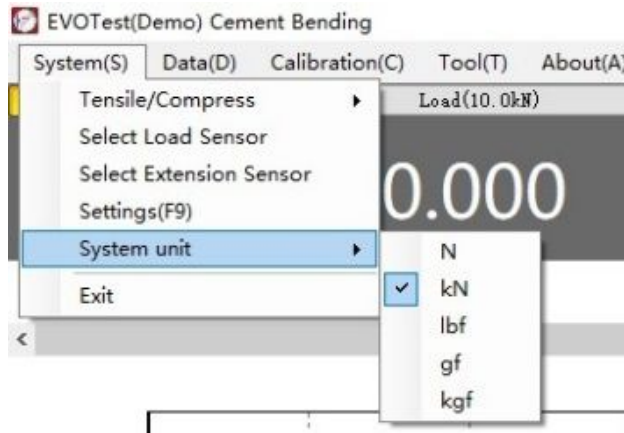 EVOTest(Demo) Cement Bending
System(S) Data(D) Calibration(C) Tool(T) About(A)
Tensile/Compress
Load(10.0kN)
Select Load Sensor
Select Extension Sensor
0.000
Settings(F9)
System unit
N
Exit
kN
lbf
gf
kgf